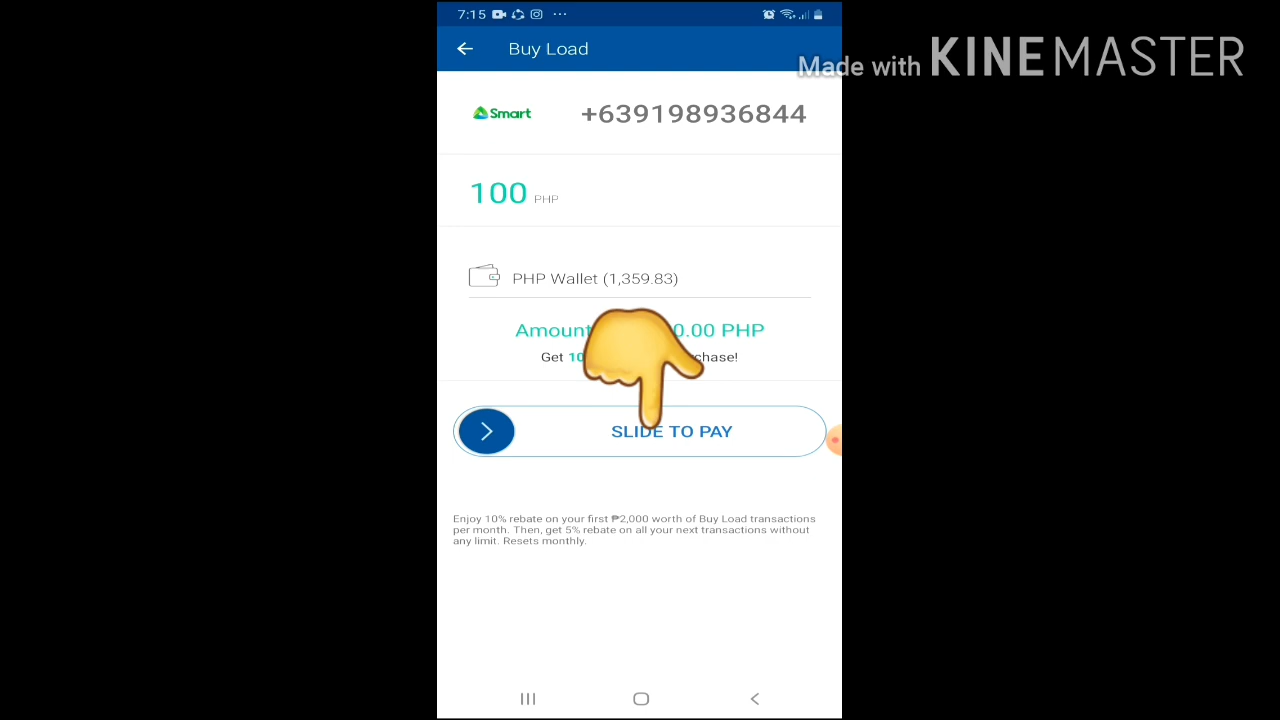 7:15
Buy Load
Made with KINEMASTER
Smart +639198936844
100 PHP
PHP Wallet (1,359.83)
Amount 0.00 PHP
Get 10 chase!
SLIDE TO PAY
Enjoy 10% rebate on your first ₱2,000 worth of Buy Load transactions
per month. Then, get 5% rebate on all your next transactions without
any limit. Resets monthly.